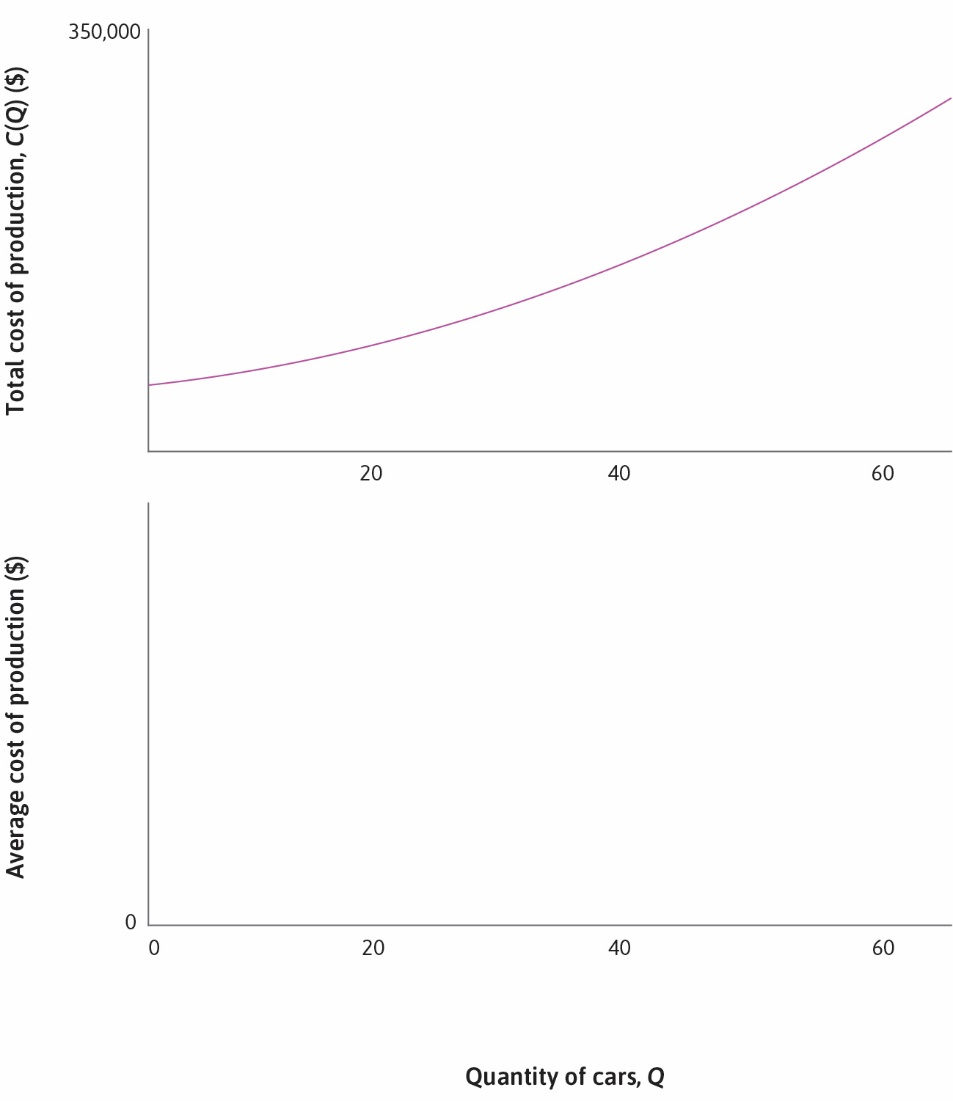 350,000
Total cost of production, C(Q) ($)
20 40 60
Average cost of production ($)
0
0 20 40 60
Quantity of cars, Q